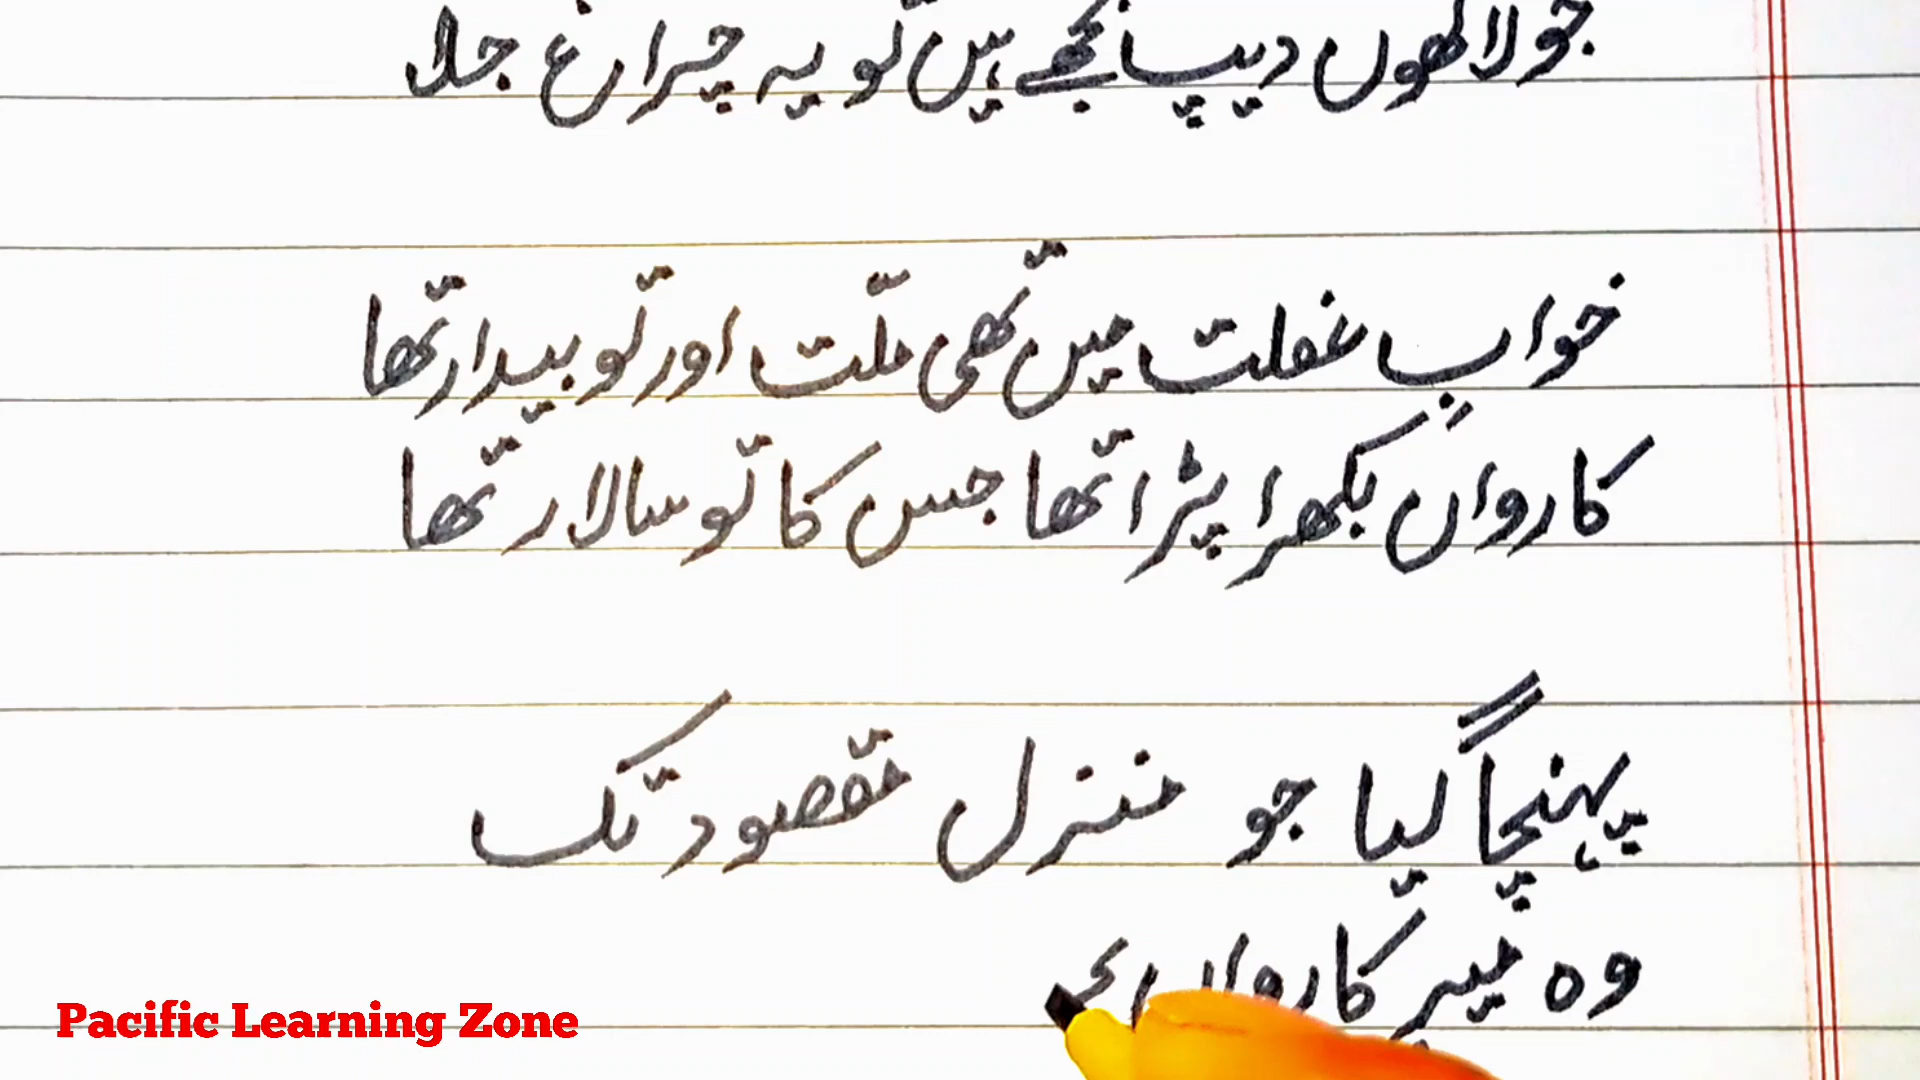 جو لاکھوں دیپ بجھے ہیں تو یہ چراغ جلا
خوابِ غفلت میں تھی ملّت اور تو بیدار تھا
کارواں بکھرا پڑا تھا جس کا تو سالار تھا
پہنچا گیا جو منزل مقصود تک
وہ میرِ کارواں
Pacific Learning Zone